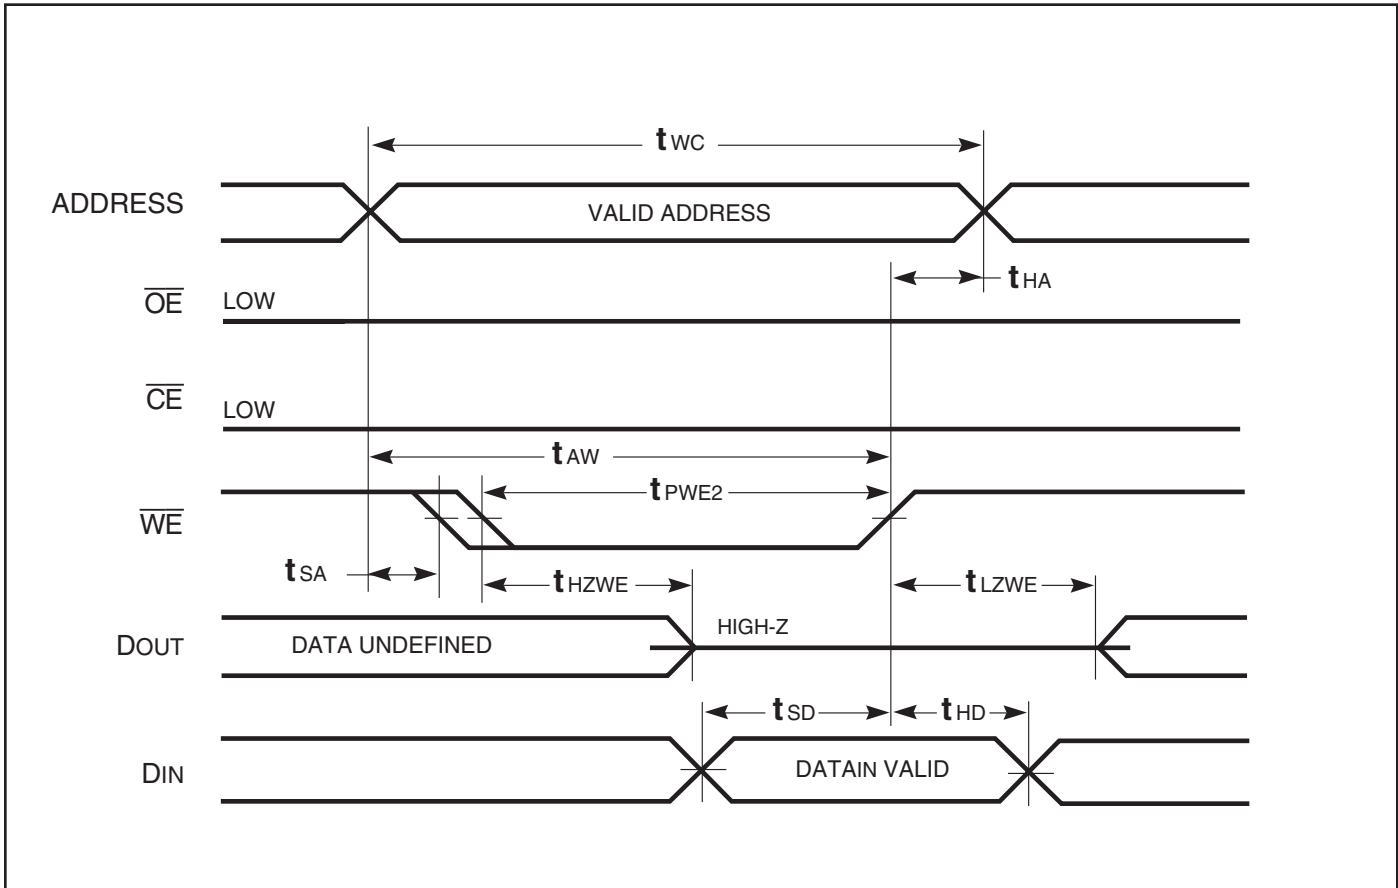 tWC
ADDRESS
VALID ADDRESS
tHA
OE
LOW
CE
LOW
tAW
tPWE2
WE
tSA
tHZWE
tLZWE
DOUT
DATA UNDEFINED
HIGH-Z
tSD
tHD
DIN
DATAIN VALID